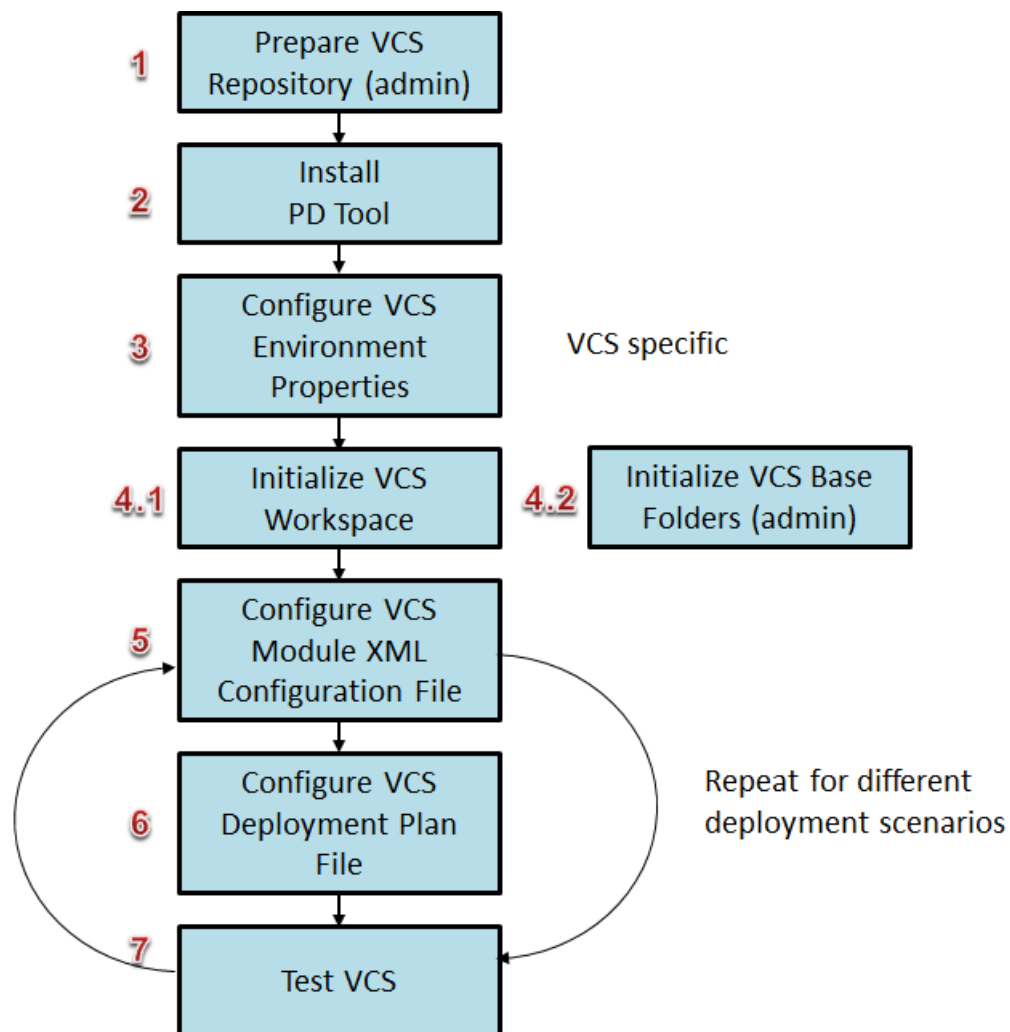 1
Prepare VCS
Repository (admin)
2
Install
PD Tool
3
Configure VCS
Environment
Properties
VCS specific
4.1
Initialize VCS
Workspace
4.2
Initialize VCS Base
Folders (admin)
5
Configure VCS
Module XML
Configuration File
6
Configure VCS
Deployment Plan
File
Repeat for different
deployment scenarios
7
Test VCS